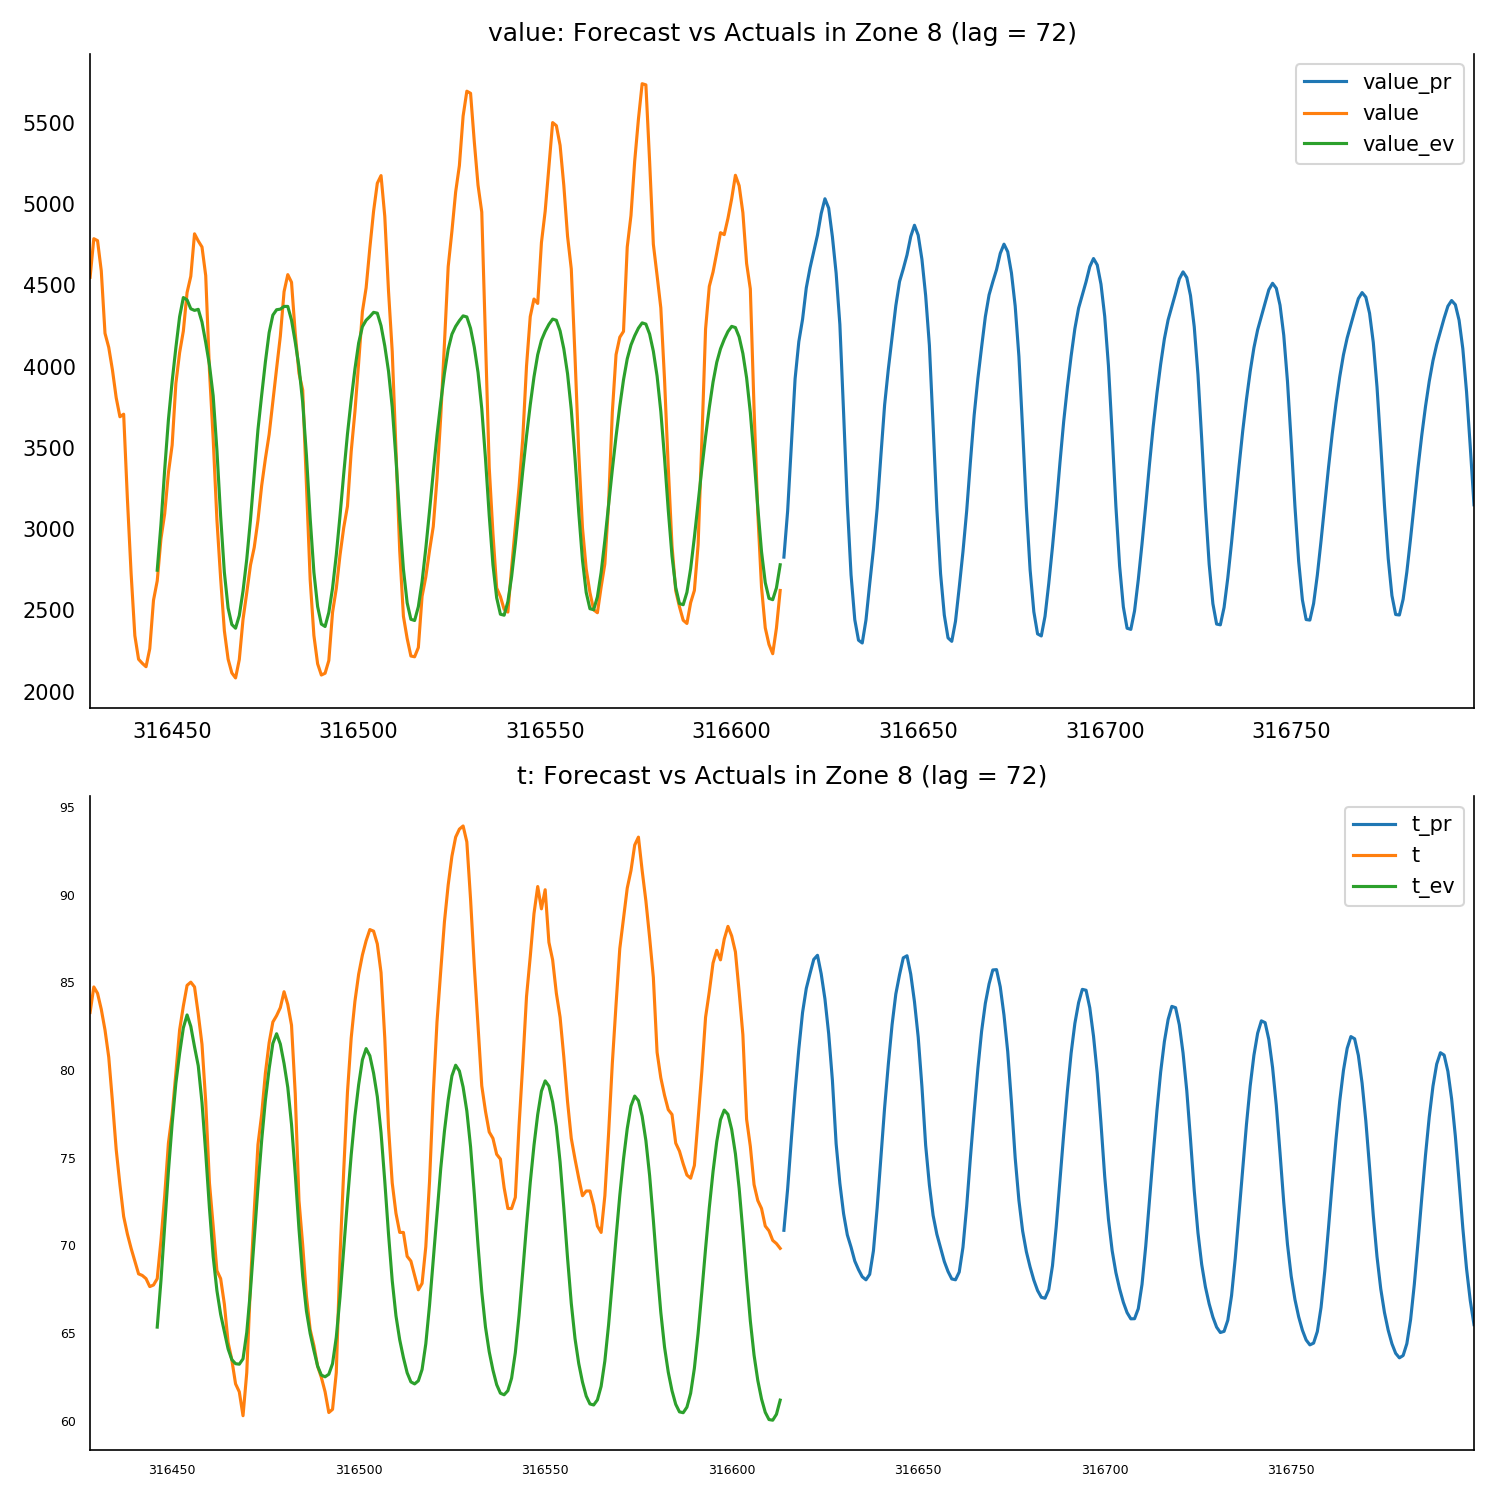 value: Forecast vs Actuals in Zone 8 (lag = 72)
value_pr
value
value_ev
5500
5000
4500
4000
3500
3000
2500
2000
316450 316500 316550 316600 316650 316700 316750
t: Forecast vs Actuals in Zone 8 (lag = 72)
t_pr
t
t_ev
95
90
85
80
75
70
65
60
316450 316500 316550 316600 316650 316700 316750